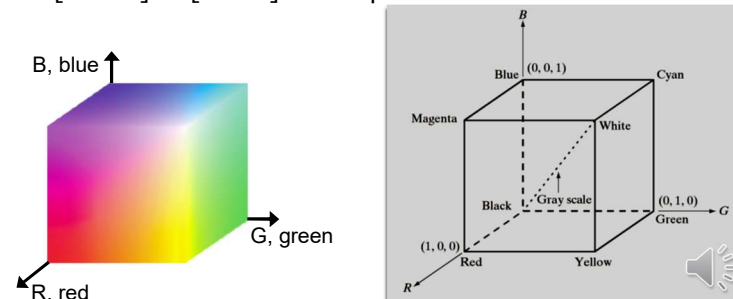 B, blue
G, green
R, red
B
Blue
(0, 0, 1)
Cyan
Magenta
White
Black
Gray scale
(0, 1, 0)
G
Green
(1, 0, 0)
Red
Yellow
R